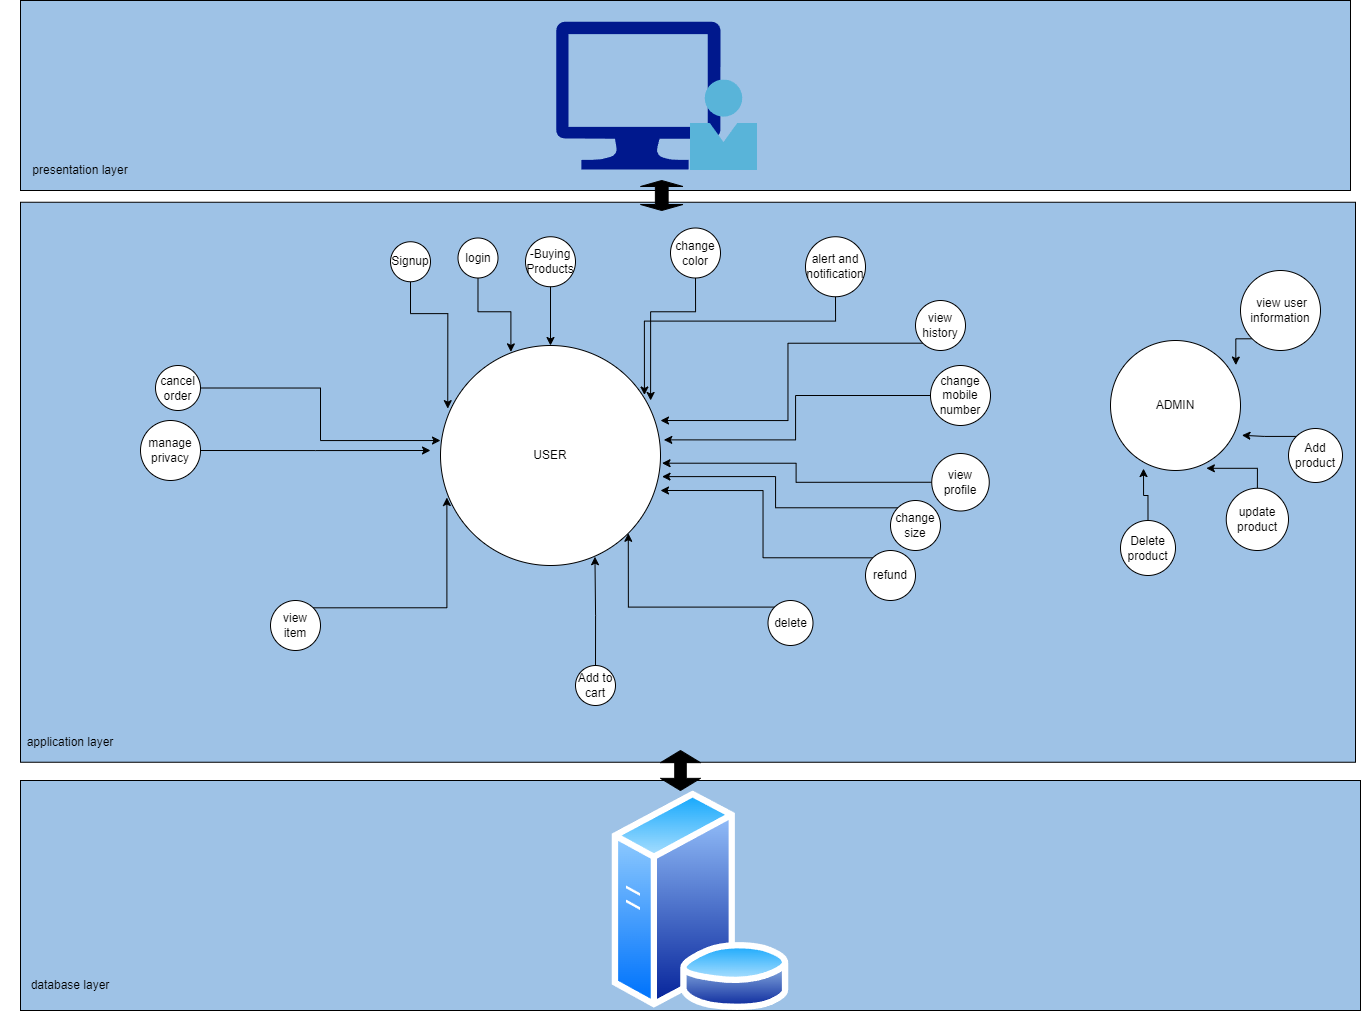 presentation layer
Signup
login
-Buying
Products
change
color
alert and
notification
view
history
view user
information
cancel
order
change
mobile
number
ADMIN
manage
privacy
USER
Add
product
view
profile
change
size
update
product
Delete
product
refund
view
item
delete
Add to
cart
application layer
database layer